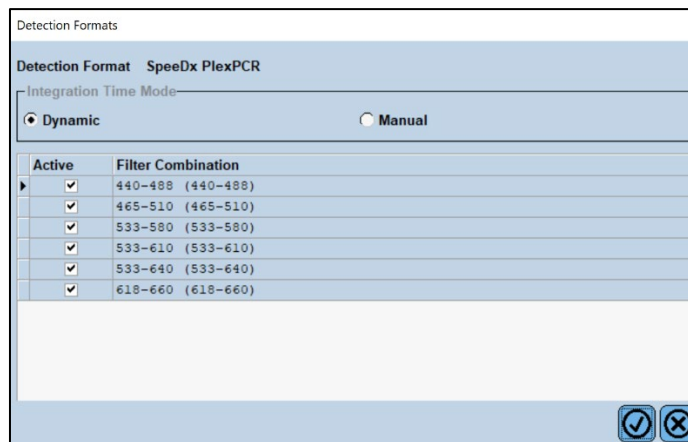 Detection Formats
Detection Format SpeeDx PlexPCR
Integration Time Mode
Dynamic Manual
Active Filter Combination
440-488 (440-488)
465-510 (465-510)
533-580 (533-580)
533-610 (533-610)
533-640 (533-640)
618-660 (618-660)